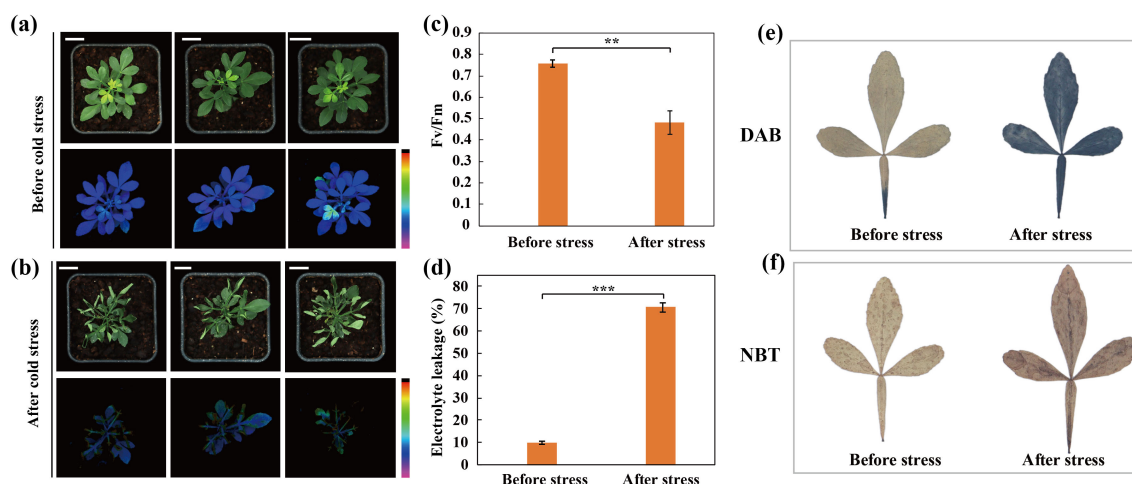 (a)
Before cold stress
(b)
After cold stress
(c)
**
Fv/Fm
0.9
0.8
0.7
0.6
0.5
0.4
0.3
0.2
0.1
0
Before stress
After stress
(d)
***
Electrolyte leakage (%)
80
70
60
50
40
30
20
10
0
Before stress
After stress
(e)
DAB
Before stress
After stress
(f)
NBT
Before stress
After stress